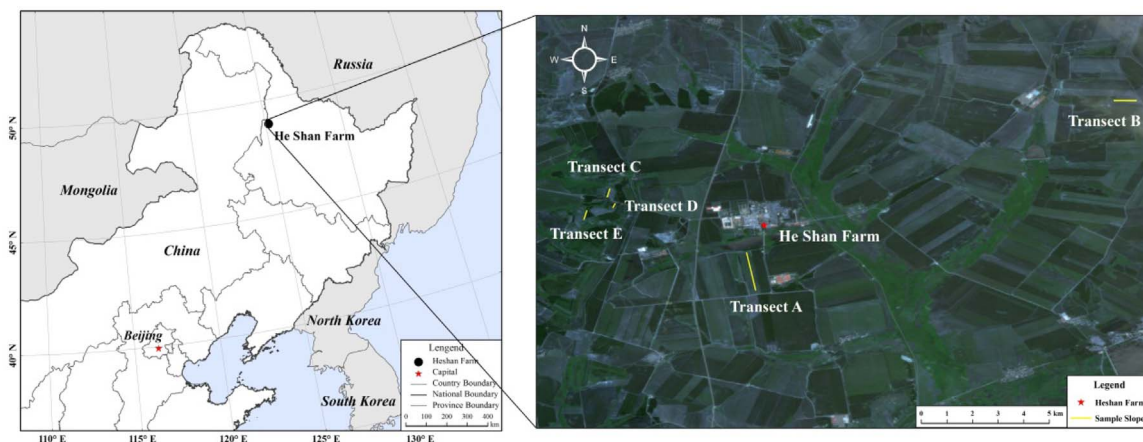 Russia
50° N
He Shan Farm
Mongolia
45° N
China
North Korea
Beijing
40° N
South Korea
Lengend
Heshan Farm
Capital
Country Boundary
National Boundary
Province Boundary
0 100 200 300 400
km
110° E 115° E 120° E 125° E 130° E
N
W E
S
Transect B
Transect C
Transect D
Transect E
He Shan Farm
Transect A
Legend
Heshan Farm
Sample Slope
0 1 2 3 4 5
km